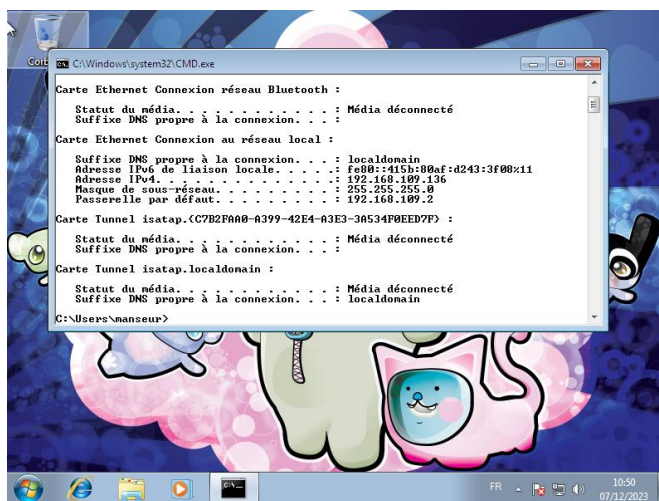 Corb
C:\Windows\system32\CMD.exe
Carte Ethernet Connexion réseau Bluetooth :
Statut du média. . . . . . . . . . . . : Média déconnecté
Suffixe DNS propre à la connexion. . . :
Carte Ethernet Connexion au réseau local :
Suffixe DNS propre à la connexion. . . : localdomain
Adresse IPv6 de liaison locale. . . . .: fe80::415b:80af:d243:3f08%11
Adresse IPv4. . . . . . . . . . . . . .: 192.168.109.136
Masque de sous-réseau. . . . . . . . . : 255.255.255.0
Passerelle par défaut. . . . . . . . . : 192.168.109.2
Carte Tunnel isatap.{C7B2FAA0-A399-42E4-A3E3-3A534F0EED7F} :
Statut du média. . . . . . . . . . . . : Média déconnecté
Suffixe DNS propre à la connexion. . . :
Carte Tunnel isatap.localdomain :
Statut du média. . . . . . . . . . . . : Média déconnecté
Suffixe DNS propre à la connexion. . . : localdomain
C:\Users\manseur>
FR
10:50
07/12/2023